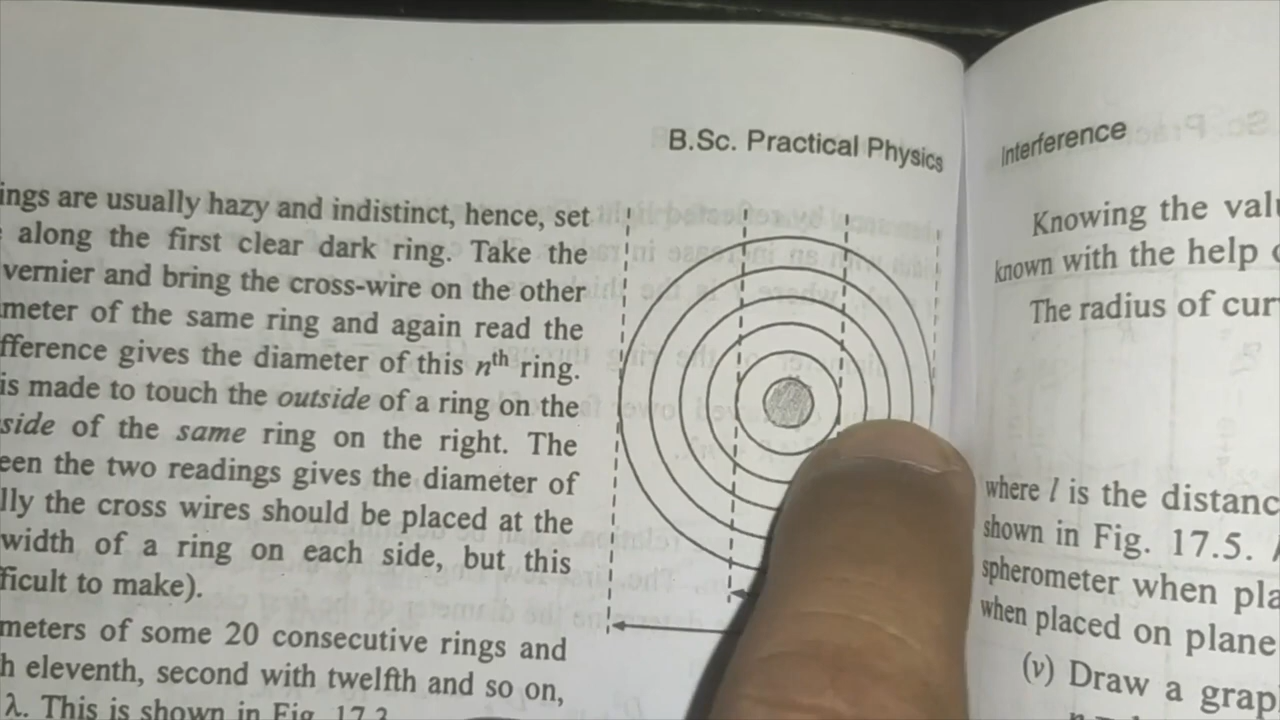 B.Sc. Practical Physics
ings are usually hazy and indistinct, hence, set
along the first clear dark ring. Take the
vernier and bring the cross-wire on the other
meter of the same ring and again read the
fference gives the diameter of this nth ring.
is made to touch the outside of a ring on the
side of the same ring on the right. The
een the two readings gives the diameter of
lly the cross wires should be placed at the
width of a ring on each side, but this
ficult to make).
meters of some 20 consecutive rings and
h eleventh, second with twelfth and so on,
λ. This is shown in Fig. 17.3
Interference
Knowing the valu
known with the help
The radius of cur
where l is the distanc
shown in Fig. 17.5.
spherometer when pla
when placed on plane
(v) Draw a grap